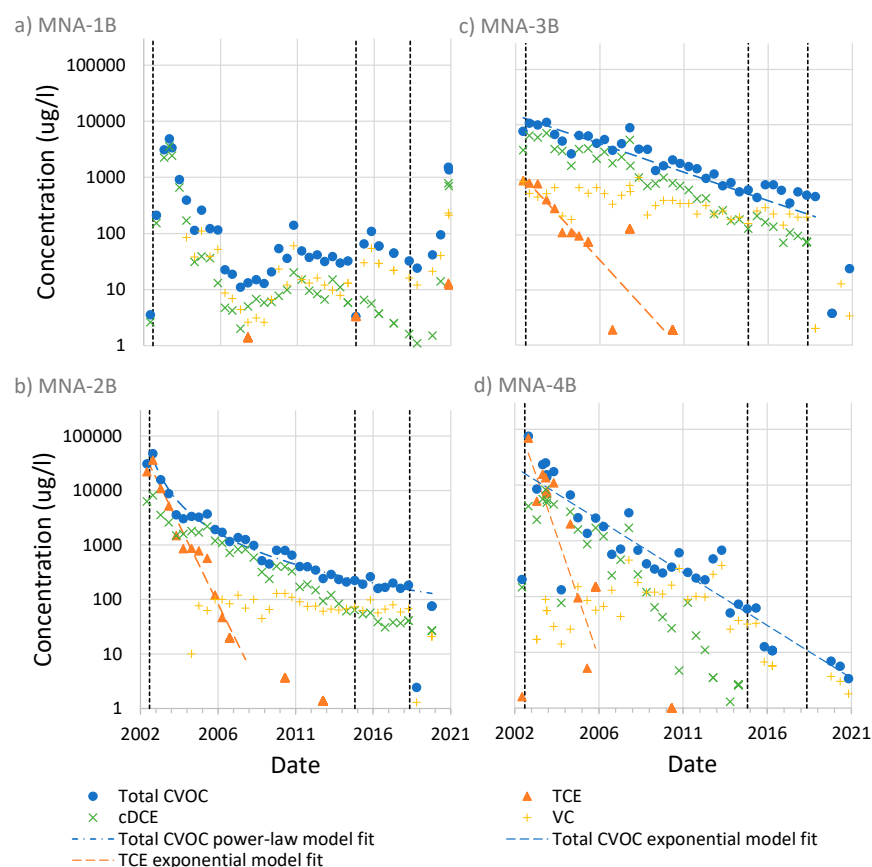 a) MNA-1B
c) MNA-3B
100000
10000
1000
100
10
1
Concentration (ug/l)
b) MNA-2B
d) MNA-4B
100000
10000
1000
100
10
1
Concentration (ug/l)
2002 2006 2011 2016 2021
2002 2006 2011 2016 2021
Date
Date
Total CVOC
TCE
cDCE
VC
Total CVOC power-law model fit
Total CVOC exponential model fit
TCE exponential model fit